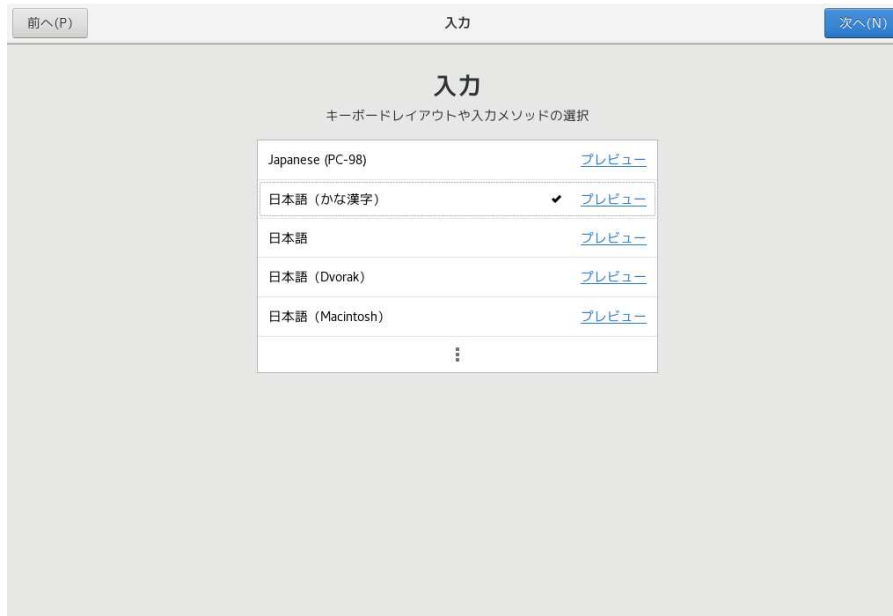 前へ(P) 入力 次へ(N)
入力
キーボードレイアウトや入力メソッドの選択
Japanese (PC-98) プレビュー
日本語（かな漢字） ✔ プレビュー
日本語 プレビュー
日本語（Dvorak） プレビュー
日本語（Macintosh） プレビュー